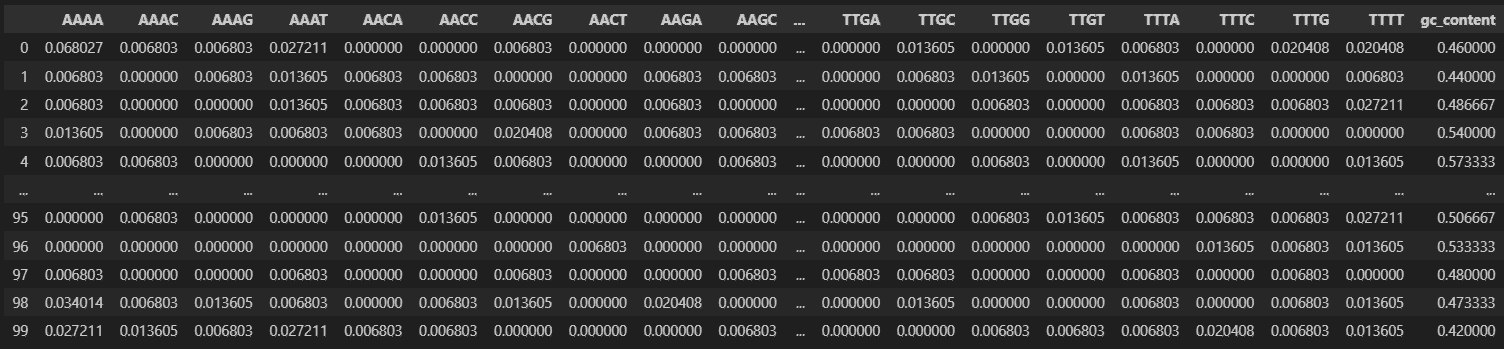 AAAA AAAC AAAG AAAT AACA AACC AACG AACT AAGA AAGC ... TTGA TTGC TTGG TTGT TTTA TTTC TTTG TTTT gc_content
0 0.068027 0.006803 0.006803 0.027211 0.000000 0.000000 0.006803 0.000000 0.000000 0.000000 ... 0.000000 0.013605 0.000000 0.013605 0.006803 0.000000 0.020408 0.020408 0.460000
1 0.006803 0.000000 0.006803 0.013605 0.006803 0.006803 0.000000 0.000000 0.006803 0.006803 ... 0.000000 0.006803 0.013605 0.000000 0.013605 0.000000 0.000000 0.006803 0.440000
2 0.006803 0.000000 0.000000 0.013605 0.006803 0.006803 0.006803 0.006803 0.006803 0.000000 ... 0.000000 0.000000 0.006803 0.000000 0.006803 0.006803 0.006803 0.027211 0.486667
3 0.013605 0.000000 0.006803 0.006803 0.006803 0.000000 0.020408 0.000000 0.006803 0.006803 ... 0.006803 0.006803 0.000000 0.000000 0.006803 0.006803 0.000000 0.000000 0.540000
4 0.006803 0.006803 0.000000 0.000000 0.000000 0.013605 0.006803 0.000000 0.000000 0.006803 ... 0.000000 0.000000 0.006803 0.000000 0.013605 0.000000 0.000000 0.013605 0.573333
... ... ... ... ... ... ... ... ... ... ... ... ... ... ... ... ... ... ... ... ...
95 0.000000 0.006803 0.000000 0.000000 0.000000 0.013605 0.000000 0.000000 0.000000 0.000000 ... 0.000000 0.000000 0.006803 0.013605 0.006803 0.006803 0.006803 0.027211 0.506667
96 0.000000 0.000000 0.000000 0.000000 0.000000 0.000000 0.000000 0.006803 0.000000 0.000000 ... 0.000000 0.000000 0.000000 0.000000 0.000000 0.013605 0.006803 0.013605 0.533333
97 0.006803 0.000000 0.000000 0.006803 0.000000 0.000000 0.006803 0.000000 0.000000 0.006803 ... 0.006803 0.006803 0.000000 0.006803 0.006803 0.000000 0.006803 0.000000 0.480000
98 0.034014 0.006803 0.013605 0.006803 0.000000 0.006803 0.013605 0.000000 0.020408 0.000000 ... 0.000000 0.013605 0.000000 0.006803 0.000000 0.006803 0.006803 0.013605 0.473333
99 0.027211 0.013605 0.006803 0.027211 0.006803 0.006803 0.000000 0.000000 0.000000 0.006803 ... 0.000000 0.000000 0.006803 0.006803 0.006803 0.020408 0.006803 0.013605 0.420000